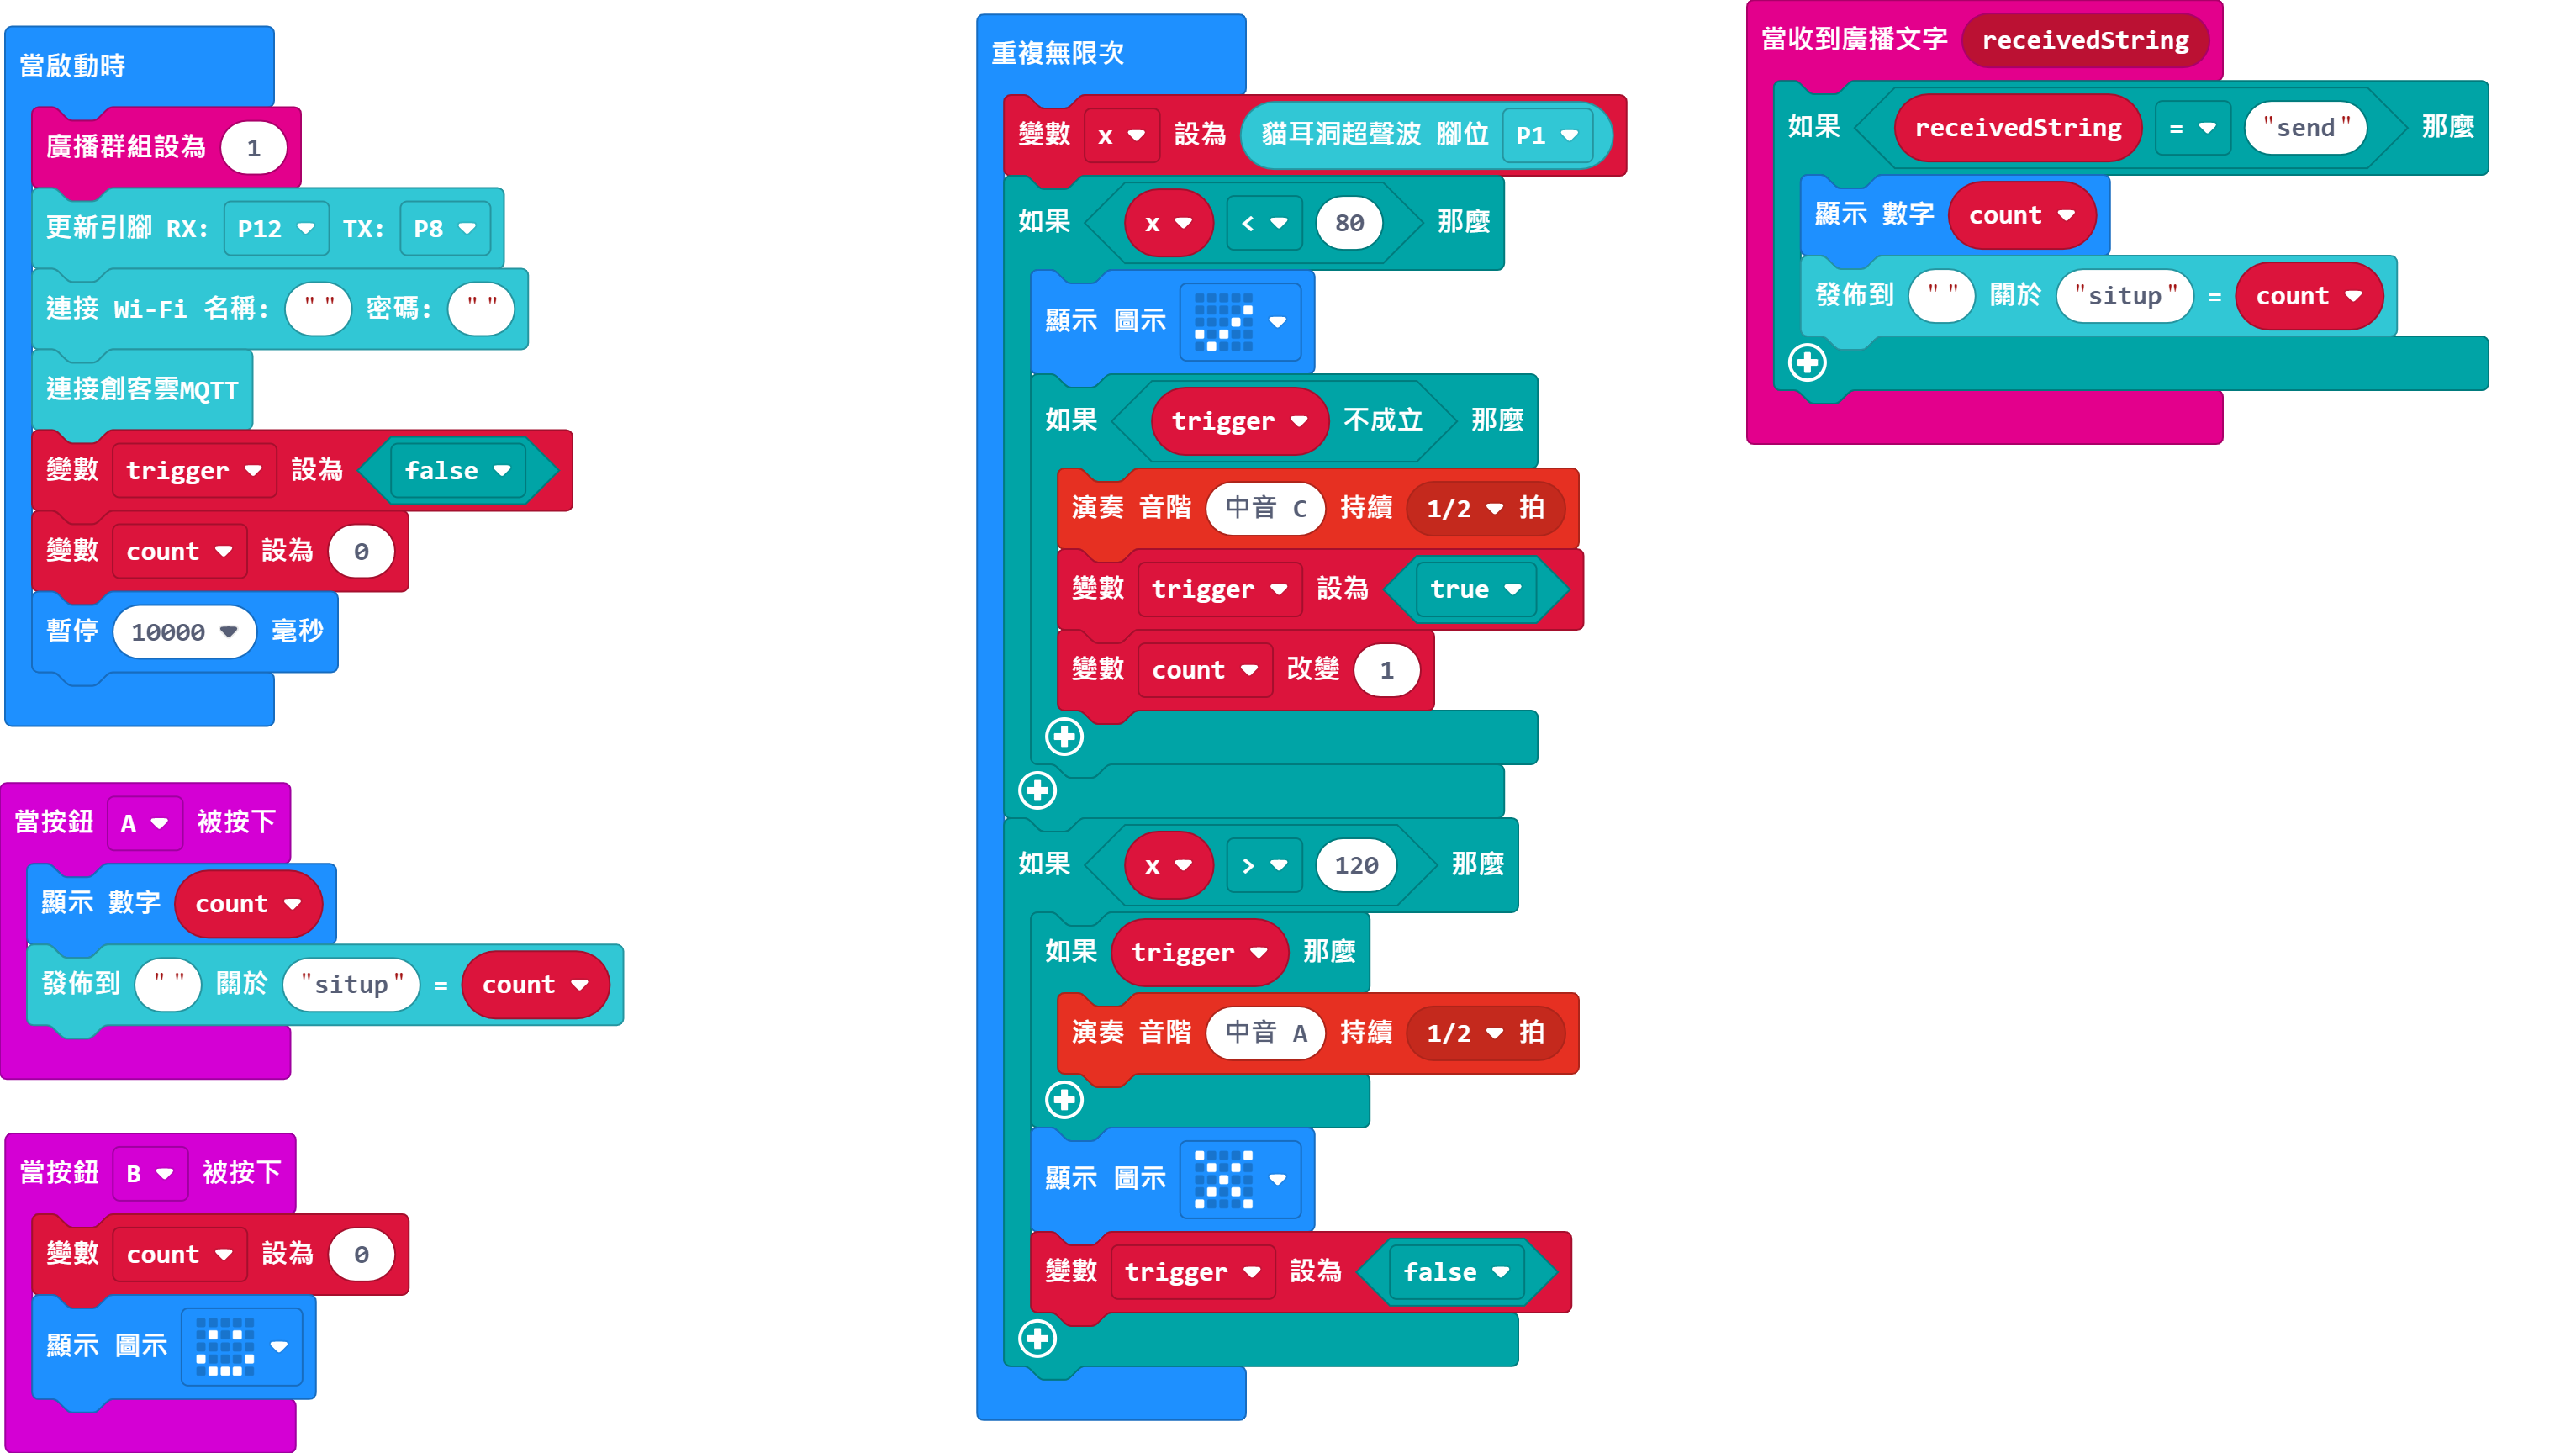 當啟動時
廣播群組設為 1
更新引腳 RX: P12 TX: P8
連接 Wi-Fi 名稱: "" 密碼: ""
連接創客雲MQTT
變數 trigger 設為 false
變數 count 設為 0
暫停 10000 毫秒
當按鈕 A 被按下
顯示 數字 count
發佈到 "" 關於 "situp" = count
當按鈕 B 被按下
變數 count 設為 0
顯示 圖示
重複無限次
變數 x 設為 貓耳洞超聲波 腳位 P1
如果 x < 80 那麼
顯示 圖示
如果 trigger 不成立 那麼
演奏 音階 中音 C 持續 1/2 拍
變數 trigger 設為 true
變數 count 改變 1
如果 x > 120 那麼
如果 trigger 那麼
演奏 音階 中音 A 持續 1/2 拍
顯示 圖示
變數 trigger 設為 false
當收到廣播文字 receivedString
如果 receivedString = "send" 那麼
顯示 數字 count
發佈到 "" 關於 "situp" = count